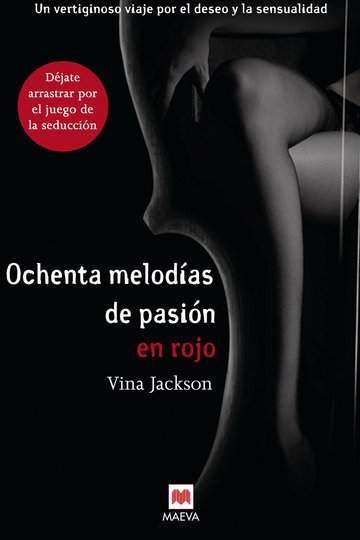 Un vertiginoso viaje por el deseo y la sensualidad
Déjate
arrastrar por
el juego de
la seducción
Ochenta melodías
de pasión
en rojo
Vina Jackson
MAEVA